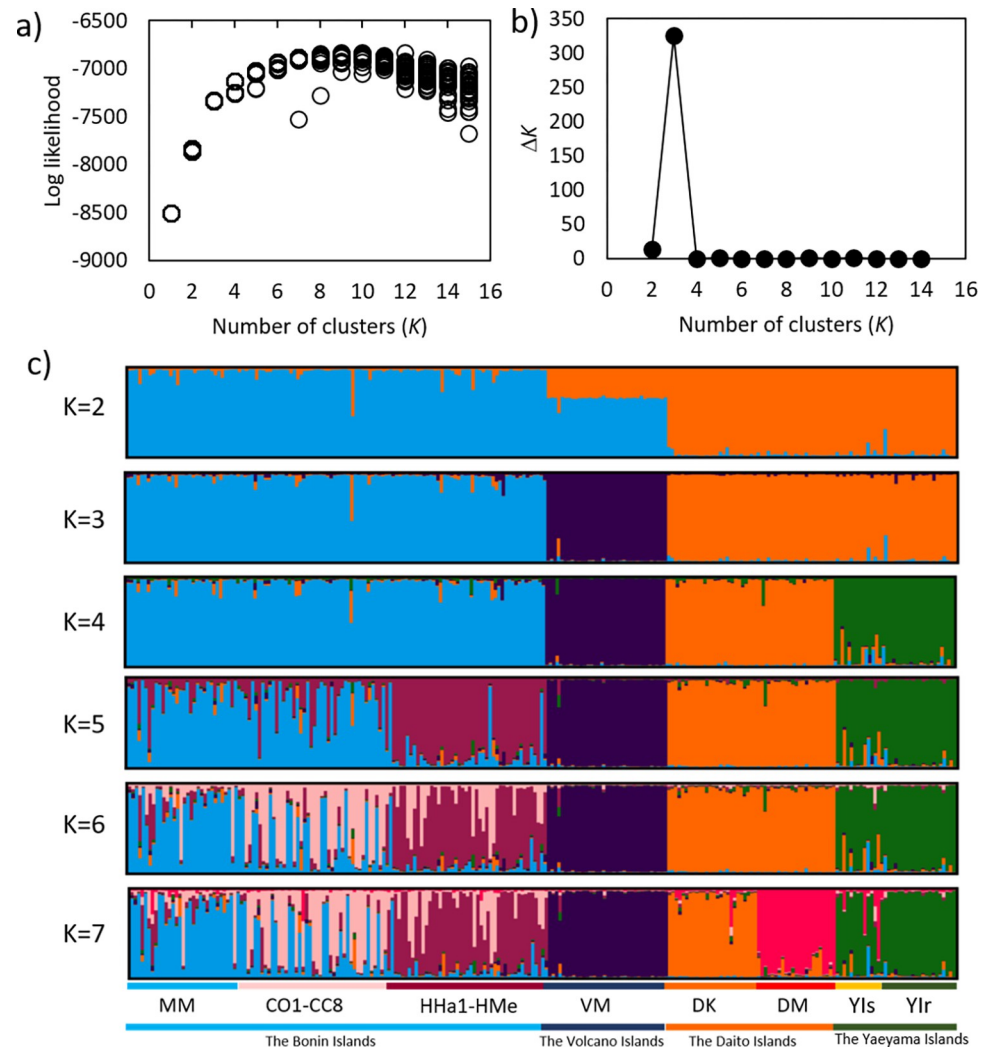 a)
-6500
-7000
-7500
-8000
-8500
-9000
Log likelihood
0 2 4 6 8 10 12 14 16
Number of clusters (K)
b)
350
300
250
200
150
100
50
0
ΔK
0 2 4 6 8 10 12 14 16
Number of clusters (K)
c)
K=2
K=3
K=4
K=5
K=6
K=7
MM CO1-CC8 HHa1-HMe VM DK DM YIs YIr
The Bonin Islands The Volcano Islands The Daito Islands The Yaeyama Islands